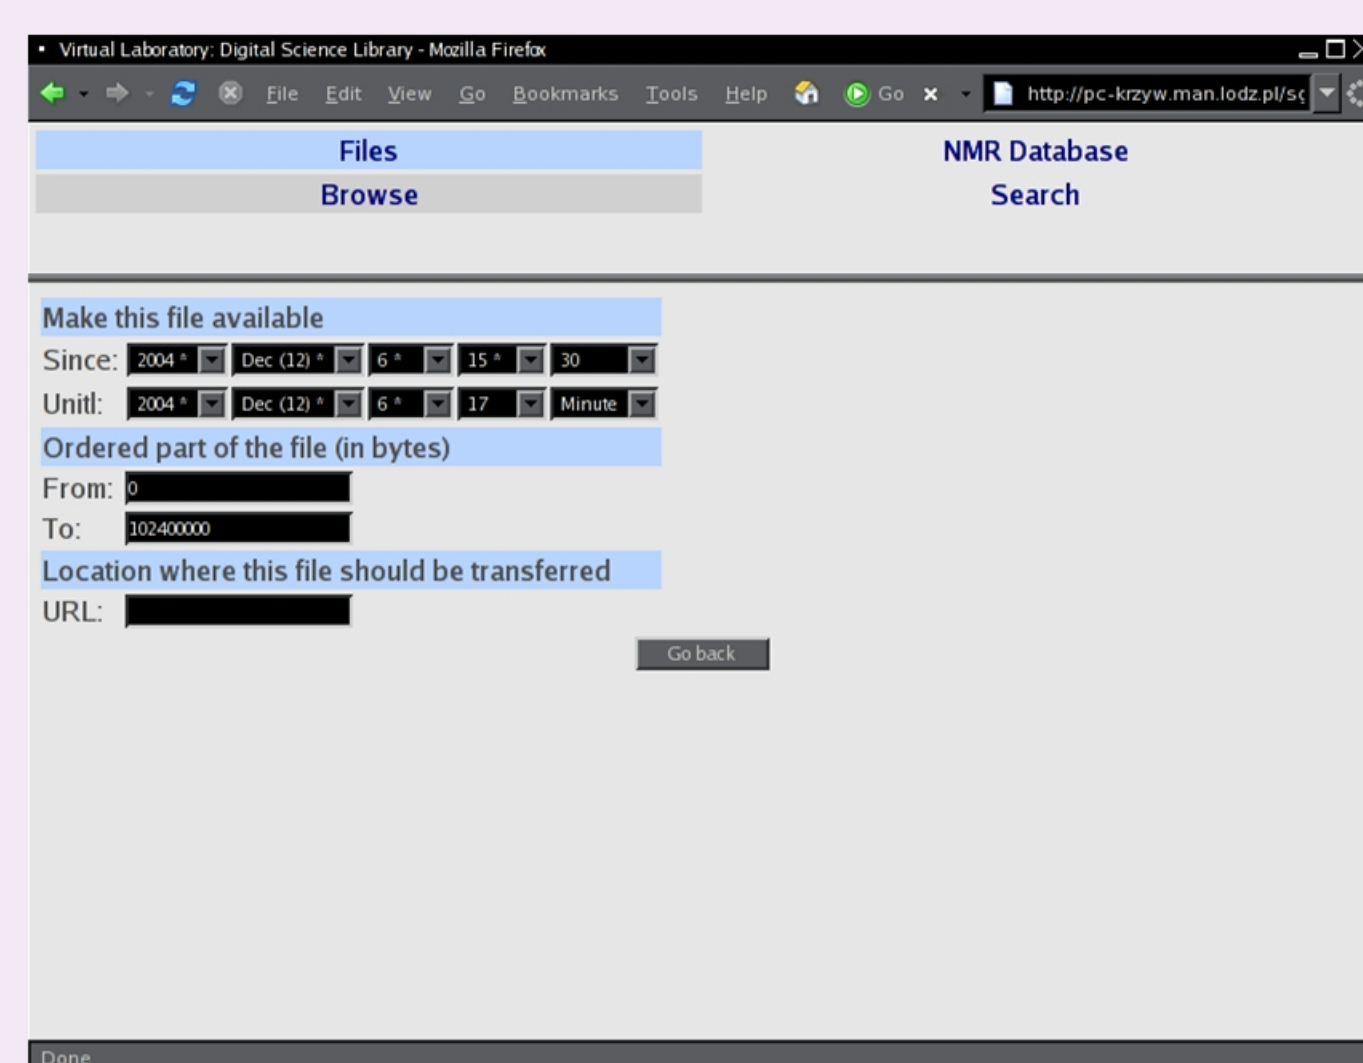 Virtual Laboratory: Digital Science Library - Mozilla Firefox
File Edit View Go Bookmarks Tools Help Go http://pc-krzyw.man.lodz.pl/sg
Files NMR Database
Browse Search
Make this file available
Since: 2004 * Dec (12) * 6 * 15 * 30
Unitl: 2004 * Dec (12) * 6 * 17 Minute
Ordered part of the file (in bytes)
From: 0
To: 102400000
Location where this file should be transferred
URL:
Go back
Done